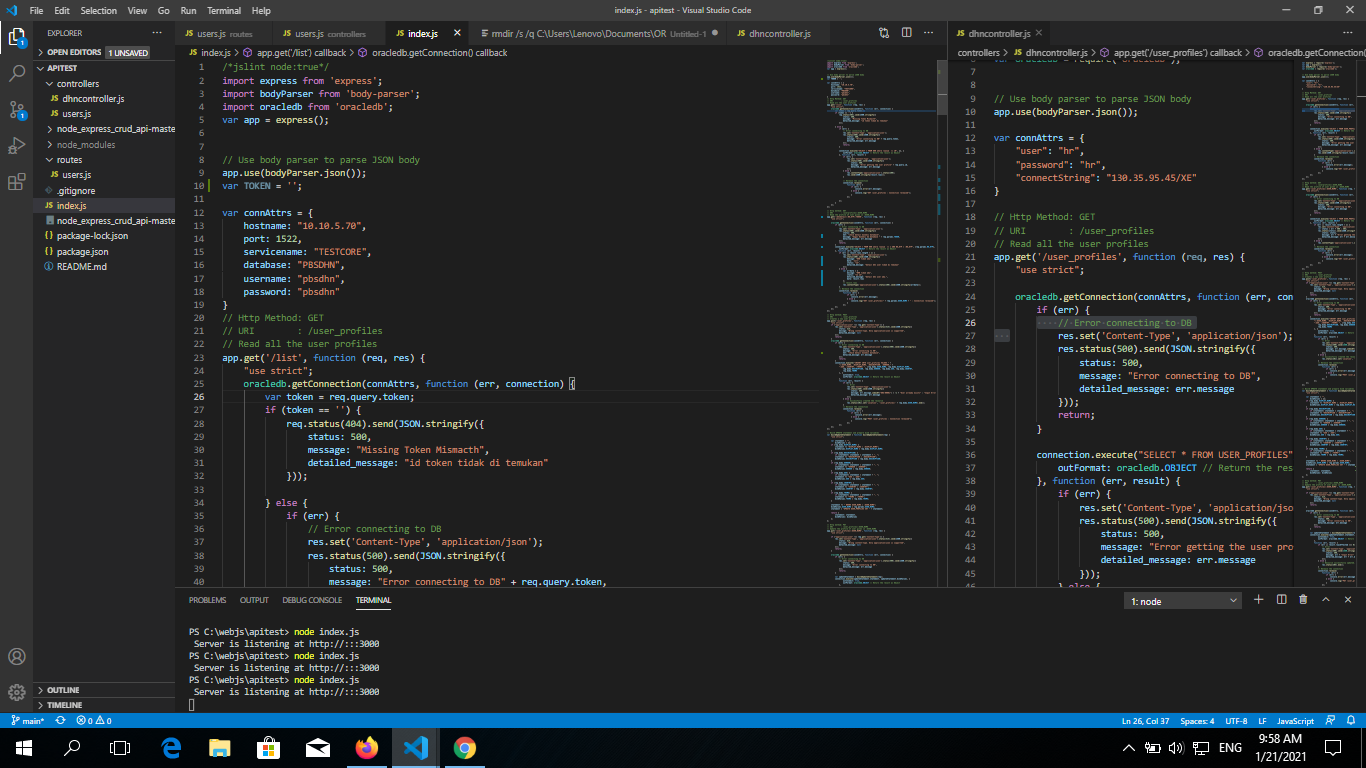 File Edit Selection View Go Run Terminal Help
index.js - apitest - Visual Studio Code
EXPLORER
OPEN EDITORS 1 UNSAVED
APITEST
controllers
dhncontroller.js
users.js
node_express_crud_api-maste
node_modules
routes
users.js
.gitignore
index.js
node_express_crud_api-maste
package-lock.json
package.json
README.md
OUTLINE
TIMELINE
users.js routes
users.js controllers
index.js
rmdir /s /q C:\Users\Lenovo\Documents\OR Untitled-1
dhncontroller.js
index.js > app.get('/list') callback > oracledb.getConnection() callback
1 /*jslint node:true*/
2 import express from 'express';
3 import bodyParser from 'body-parser';
4 import oracledb from 'oracledb';
5 var app = express();
6
7
8 // Use body parser to parse JSON body
9 app.use(bodyParser.json());
10 var TOKEN = '';
11
12 var connAttrs = {
13 hostname: "10.10.5.70",
14 port: 1522,
15 servicename: "TESTCORE",
16 database: "PBSDHN",
17 username: "pbsdhn",
18 password: "pbsdhn"
19 }
20 // Http Method: GET
21 // URI : /user_profiles
22 // Read all the user profiles
23 app.get('/list', function (req, res) {
24 "use strict";
25 oracledb.getConnection(connAttrs, function (err, connection) {
26 var token = req.query.token;
27 if (token == '') {
28 req.status(404).send(JSON.stringify({
29 status: 500,
30 message: "Missing Token Mismacth",
31 detailed_message: "id token tidak di temukan"
32 }));
33
34 } else {
35 if (err) {
36 // Error connecting to DB
37 res.set('Content-Type', 'application/json');
38 res.status(500).send(JSON.stringify({
39 status: 500,
40 message: "Error connecting to DB" + req.query.token,
dhncontroller.js
controllers > dhncontroller.js > app.get('/user_profiles') callback > oracledb.getConnection()
7
8
9 // Use body parser to parse JSON body
10 app.use(bodyParser.json());
11
12 var connAttrs = {
13 "user": "hr",
14 "password": "hr",
15 "connectString": "130.35.95.45/XE"
16 }
17
18 // Http Method: GET
19 // URI : /user_profiles
20 // Read all the user profiles
21 app.get('/user_profiles', function (req, res) {
22 "use strict";
23
24 oracledb.getConnection(connAttrs, function (err, con
25 if (err) {
26 // Error connecting to DB
27 res.set('Content-Type', 'application/json');
28 res.status(500).send(JSON.stringify({
29 status: 500,
30 message: "Error connecting to DB",
31 detailed_message: err.message
32 }));
33 return;
34 }
35
36 connection.execute("SELECT * FROM USER_PROFILES"
37 outFormat: oracledb.OBJECT // Return the res
38 }, function (err, result) {
39 if (err) {
40 res.set('Content-Type', 'application/jso
41 res.status(500).send(JSON.stringify({
42 status: 500,
43 message: "Error getting the user pro
44 detailed_message: err.message
45 }));
46 } else {
PROBLEMS OUTPUT DEBUG CONSOLE TERMINAL
1: node
PS C:\webjs\apitest> node index.js
Server is listening at http://:::3000
PS C:\webjs\apitest> node index.js
Server is listening at http://:::3000
PS C:\webjs\apitest> node index.js
Server is listening at http://:::3000
main* 0 0
Ln 26, Col 37 Spaces: 4 UTF-8 LF JavaScript
ENG
9:58 AM
1/21/2021